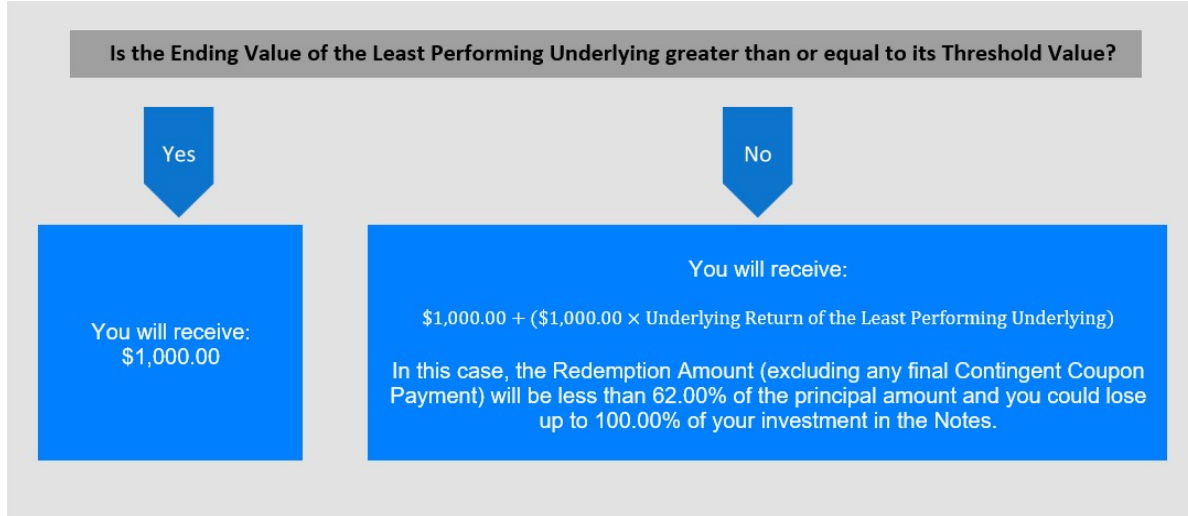 Is the Ending Value of the Least Performing Underlying greater than or equal to its Threshold Value?
Yes
No
You will receive:
$1,000.00
You will receive:
$1,000.00 + ($1,000.00 × Underlying Return of the Least Performing Underlying)
In this case, the Redemption Amount (excluding any final Contingent Coupon
Payment) will be less than 62.00% of the principal amount and you could lose
up to 100.00% of your investment in the Notes.